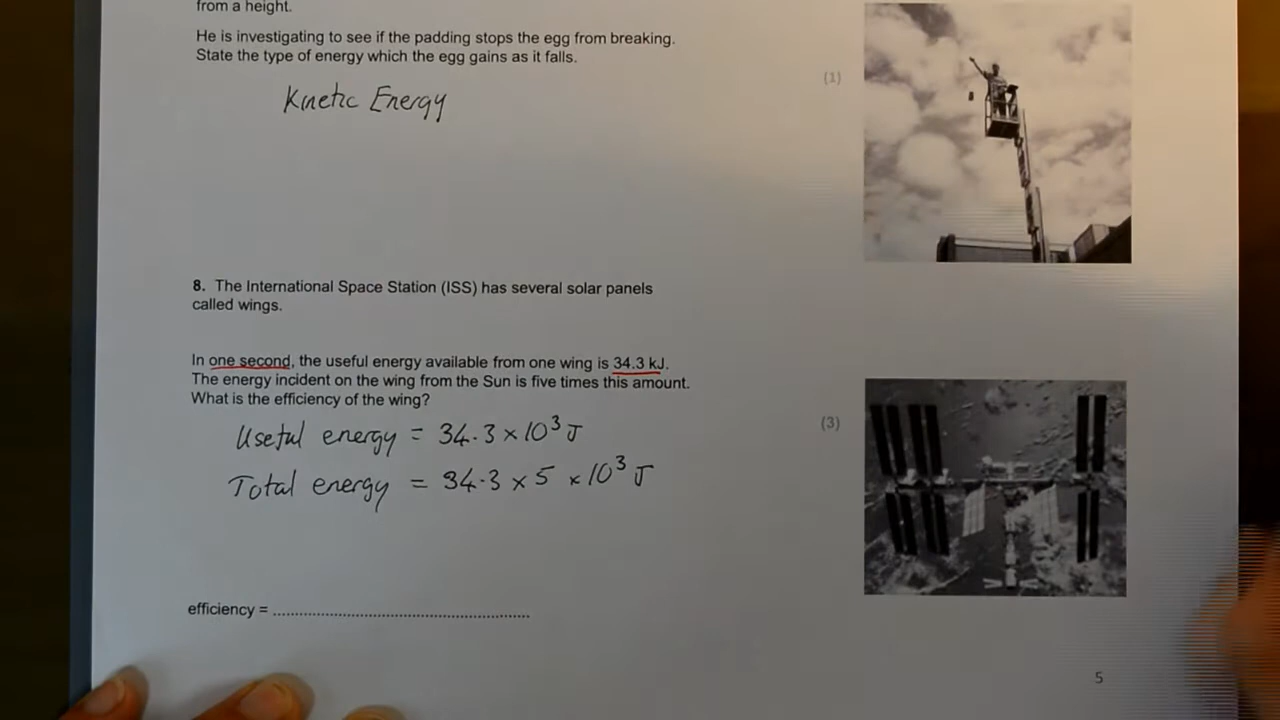 from a height.
He is investigating to see if the padding stops the egg from breaking.
State the type of energy which the egg gains as it falls.
(1)
Kinetic Energy
8. The International Space Station (ISS) has several solar panels
called wings.
In one second, the useful energy available from one wing is 34.3 kJ.
The energy incident on the wing from the Sun is five times this amount.
What is the efficiency of the wing?
(3)
Useful energy = 34.3 × 10³ J
Total energy = 34.3 × 5 × 10³ J
efficiency = ..........................................................
5